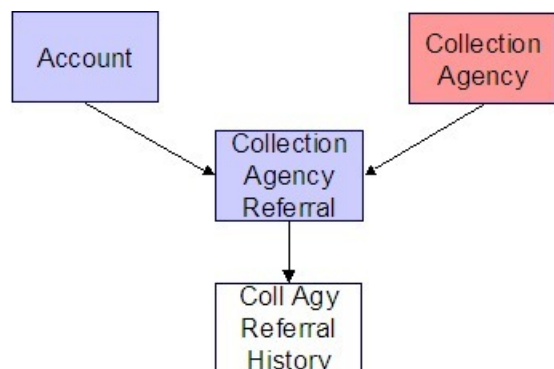 Account
Collection
Agency
Collection
Agency
Referral
Coll Agy
Referral
History